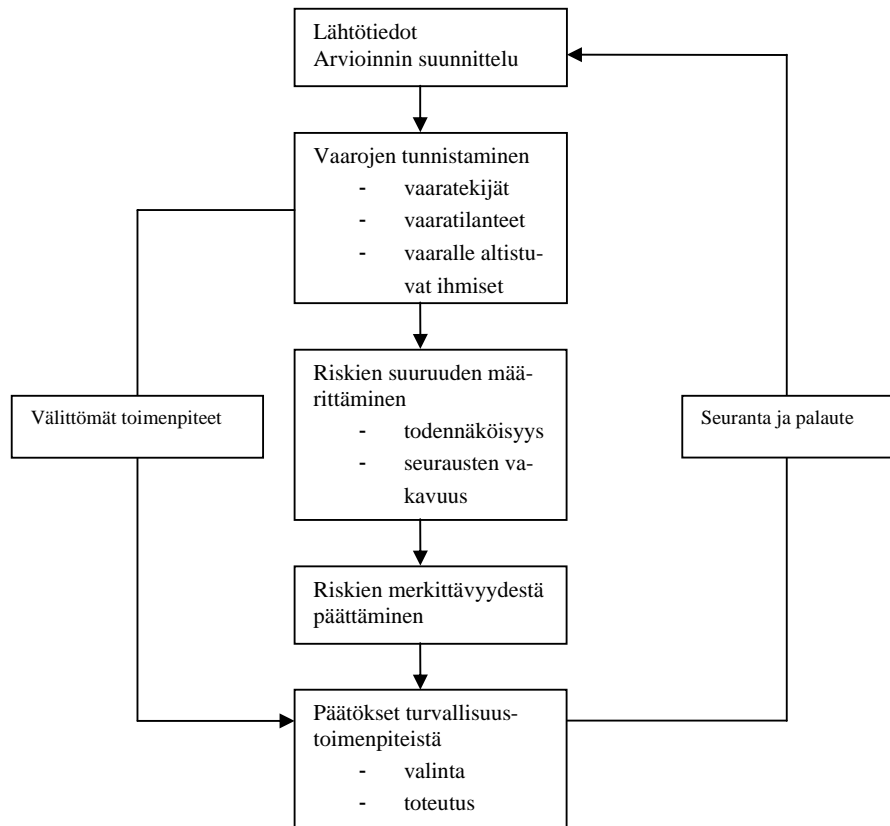 Lähtötiedot
Arvioinnin suunnittelu
Vaarojen tunnistaminen
- vaaratekijät
- vaaratilanteet
- vaaralle altistu-
vat ihmiset
Riskien suuruuden mää-
rittäminen
- todennäköisyys
- seurausten va-
kavuus
Välittömät toimenpiteet
Seuranta ja palaute
Riskien merkittävyydestä
päättäminen
Päätökset turvallisuus-
toimenpiteistä
- valinta
- toteutus